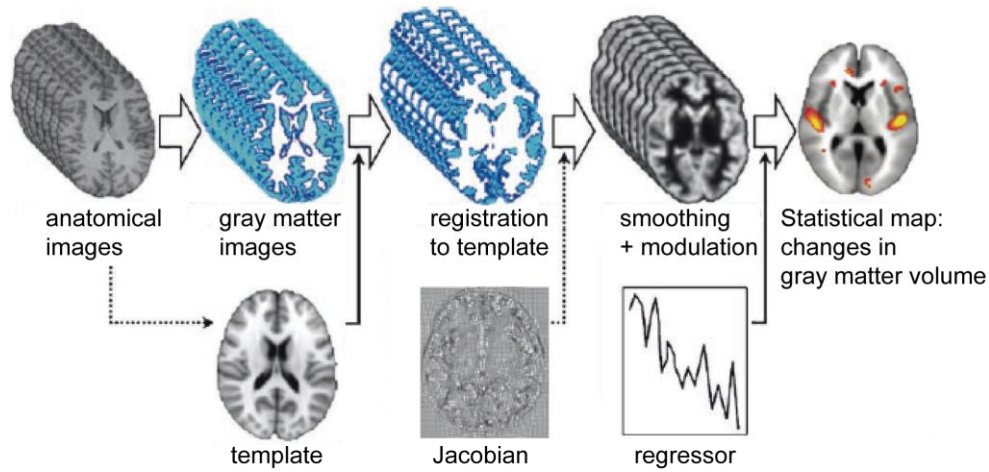 anatomical
images
gray matter
images
registration
to template
smoothing
+ modulation
Statistical map:
changes in
gray matter volume
template
Jacobian
regressor